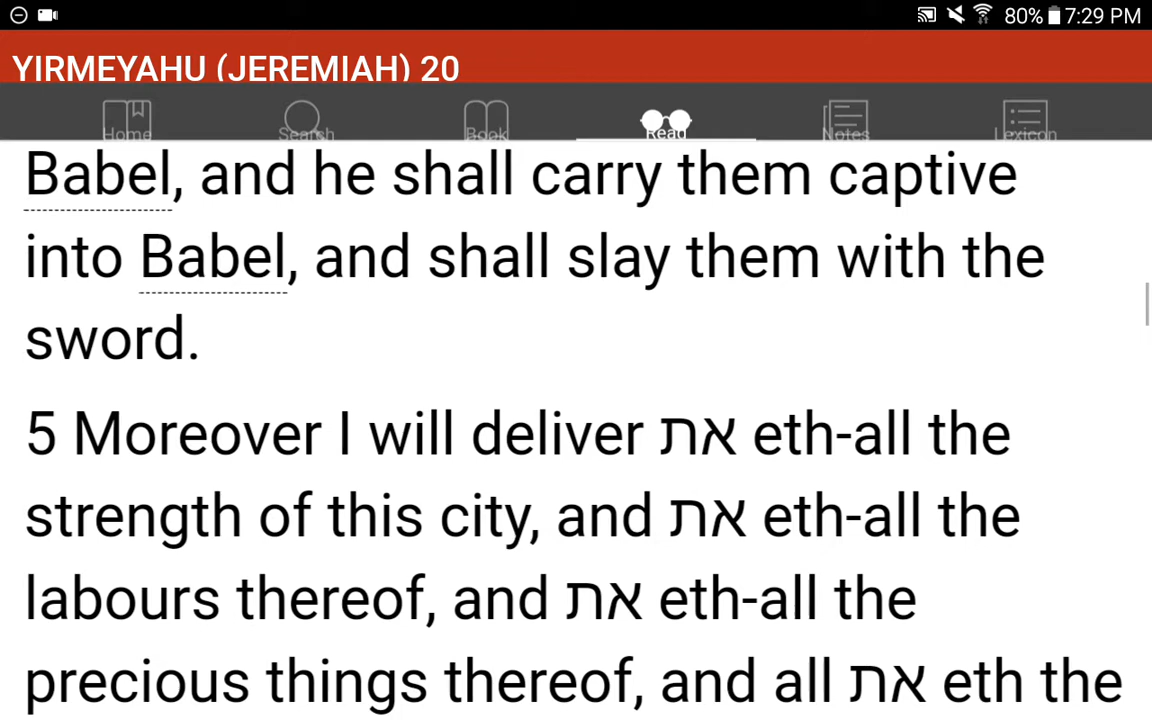 80% 7:29 PM
YIRMEYAHU (JEREMIAH) 20
Home Search Book Read Notes Lexicon
Babel, and he shall carry them captive
into Babel, and shall slay them with the
sword.
5 Moreover I will deliver את eth-all the
strength of this city, and את eth-all the
labours thereof, and את eth-all the
precious things thereof, and all את eth the